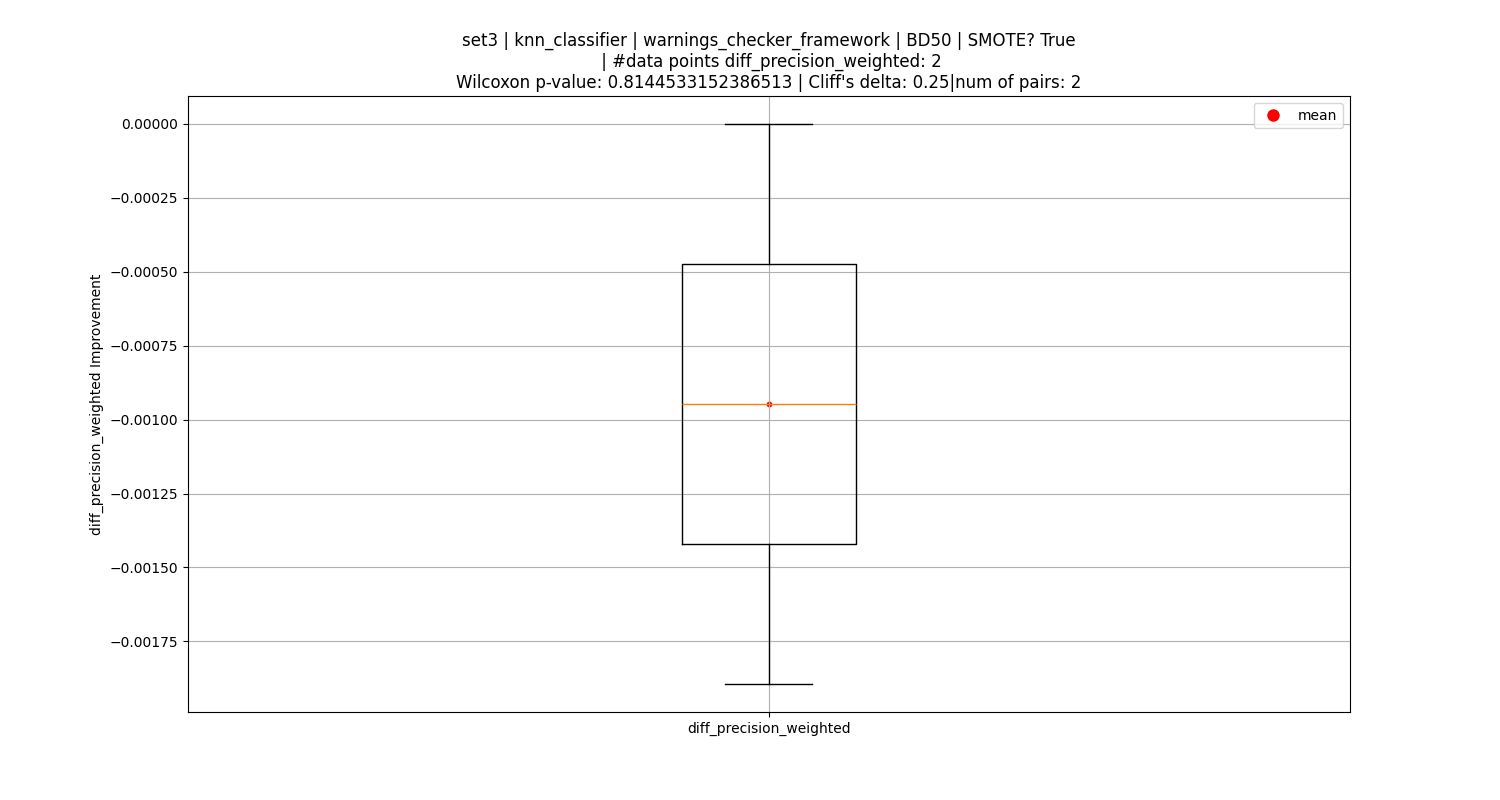 set3 | knn_classifier | warnings_checker_framework | BD50 | SMOTE? True
| #data points diff_precision_weighted: 2
Wilcoxon p-value: 0.8144533152386513 | Cliff's delta: 0.25|num of pairs: 2
mean
0.00000
−0.00025
−0.00050
−0.00075
−0.00100
−0.00125
−0.00150
−0.00175
diff_precision_weighted Improvement
diff_precision_weighted